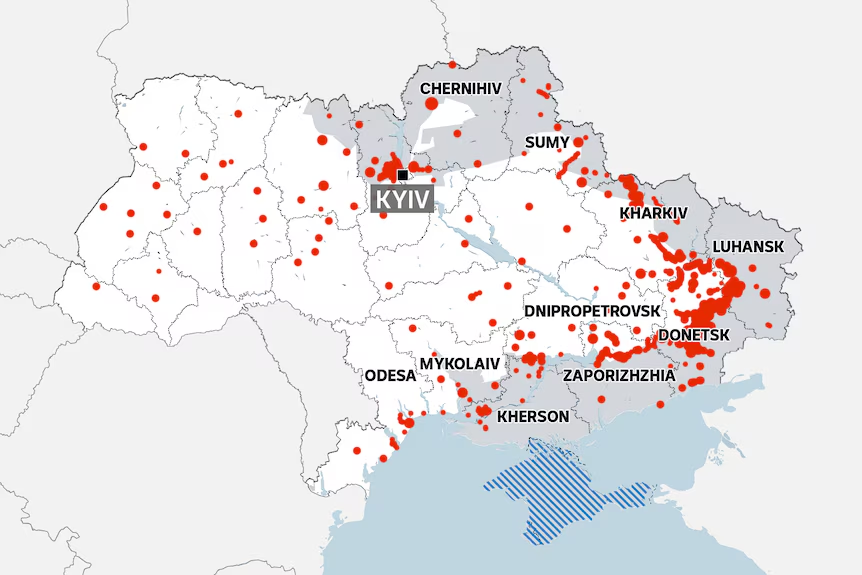 CHERNIHIV
SUMY
KYIV
KHARKIV
LUHANSK
DNIPROPETROVSK
DONETSK
MYKOLAIV
ODESA
ZAPORIZHZHIA
KHERSON